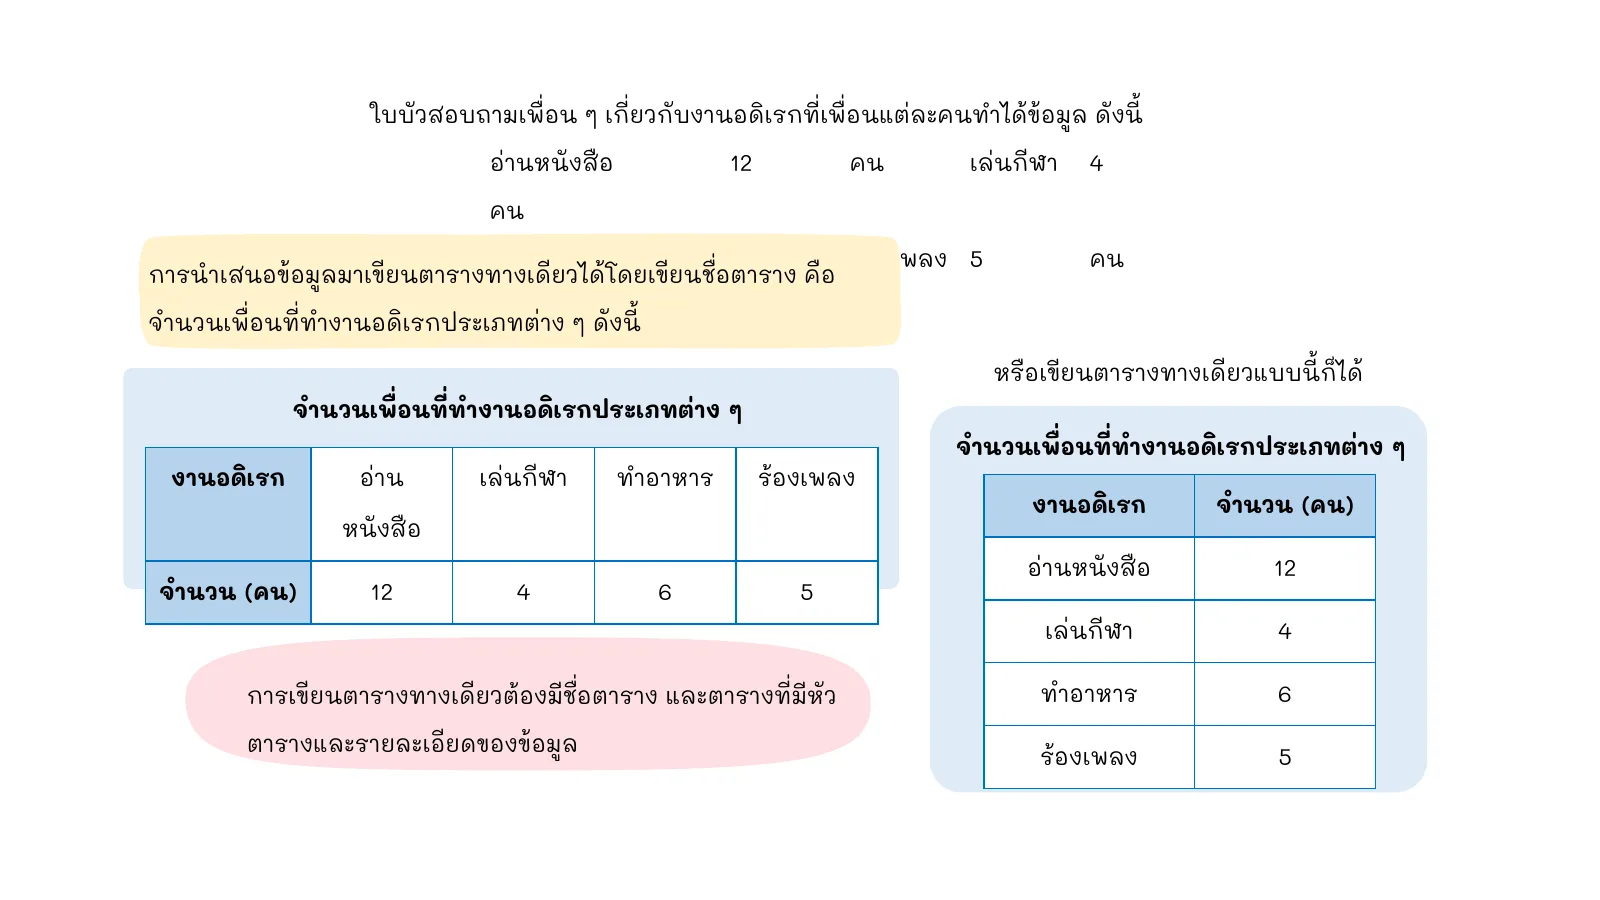 ใบบัวสอบถามเพื่อน ๆ เกี่ยวกับงานอดิเรกที่เพื่อนแต่ละคนทำได้ข้อมูล ดังนี้
อ่านหนังสือ 12 คน เล่นกีฬา 4
คน
พลง 5 คน
การนำเสนอข้อมูลมาเขียนตารางทางเดียวได้โดยเขียนชื่อตาราง คือ
จำนวนเพื่อนที่ทำงานอดิเรกประเภทต่าง ๆ ดังนี้
จำนวนเพื่อนที่ทำงานอดิเรกประเภทต่าง ๆ
งานอดิเรก อ่าน เล่นกีฬา ทำอาหาร ร้องเพลง
หนังสือ
จำนวน (คน) 12 4 6 5
การเขียนตารางทางเดียวต้องมีชื่อตาราง และตารางที่มีหัว
ตารางและรายละเอียดของข้อมูล
หรือเขียนตารางทางเดียวแบบนี้ก็ได้
จำนวนเพื่อนที่ทำงานอดิเรกประเภทต่าง ๆ
งานอดิเรก จำนวน (คน)
อ่านหนังสือ 12
เล่นกีฬา 4
ทำอาหาร 6
ร้องเพลง 5